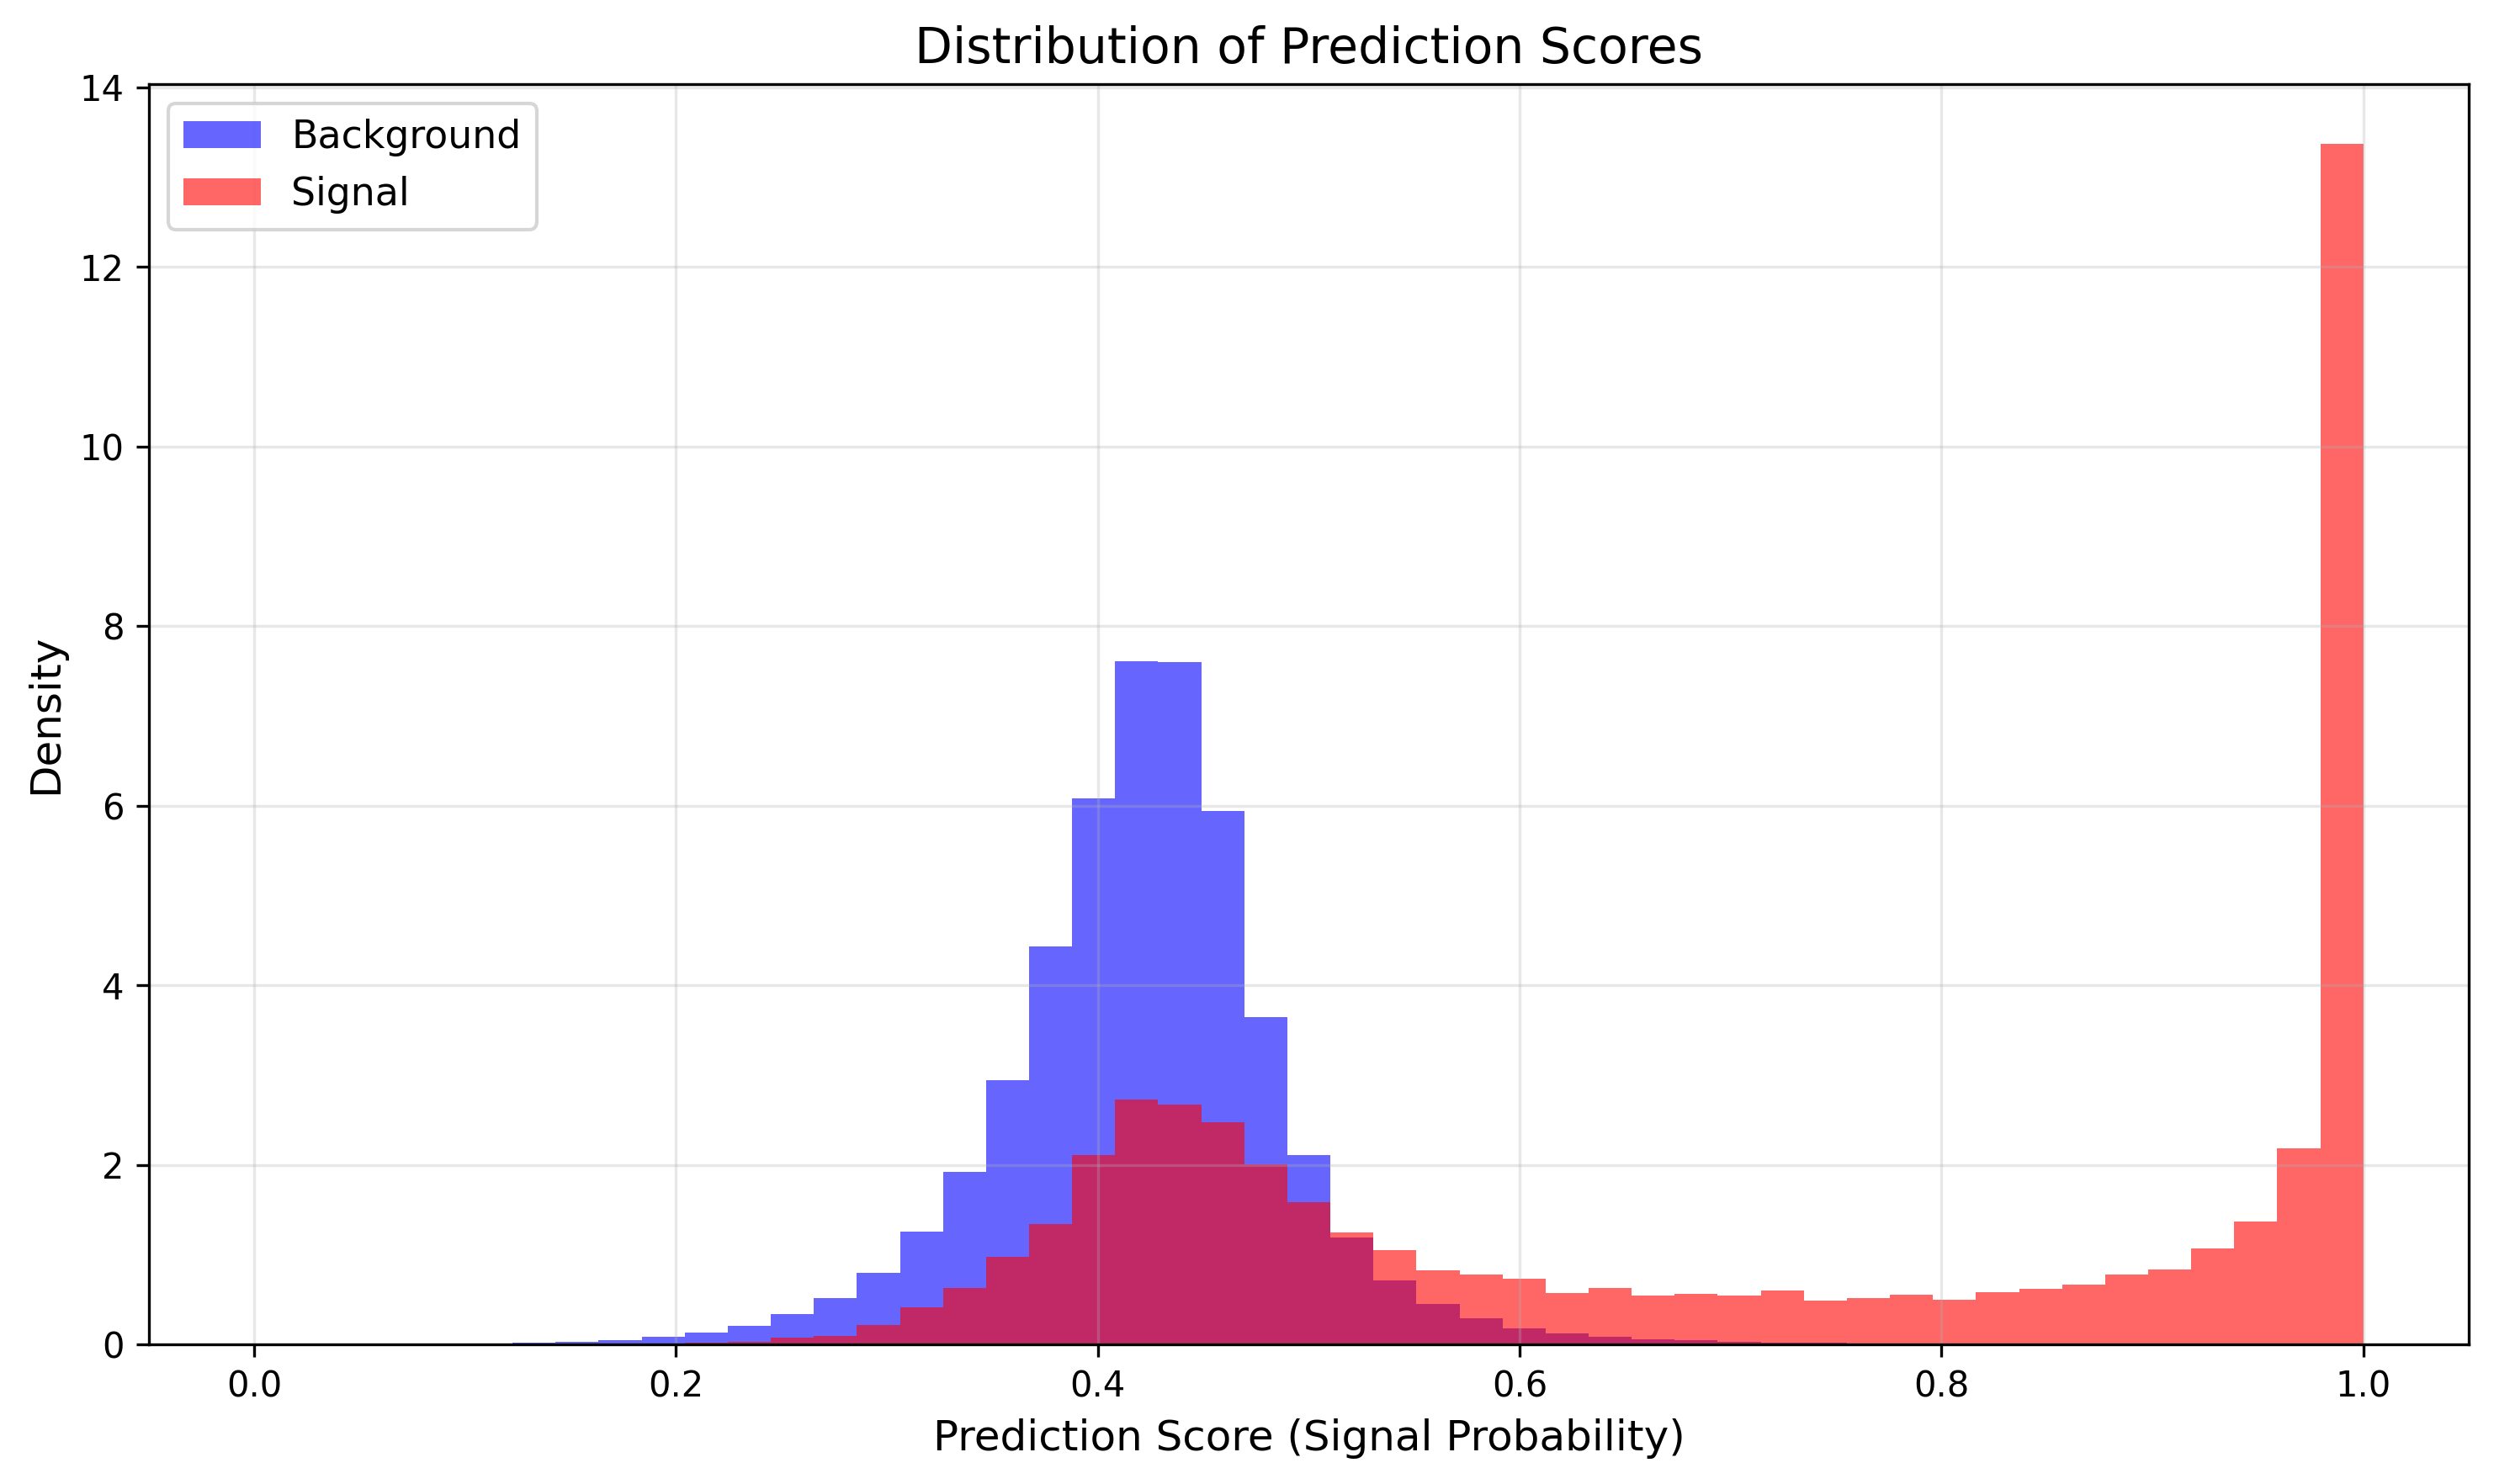 Distribution of Prediction Scores
Background
Signal
Density
14
12
10
8
6
4
2
0
0.0 0.2 0.4 0.6 0.8 1.0
Prediction Score (Signal Probability)